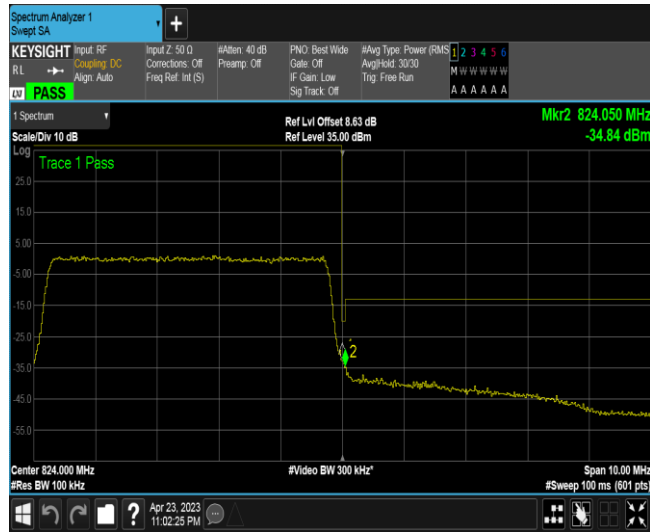 Spectrum Analyzer 1
Swept SA
KEYSIGHT Input: RF Input Z: 50 Ω #Atten: 40 dB PNO: Best Wide #Avg Type: Power (RMS 1 2 3 4 5 6
RL Coupling: DC Corrections: Off Preamp: Off Gate: Off Avg|Hold: 30/30 M W W W W W
Align: Auto Freq Ref: Int (S) IF Gain: Low Trig: Free Run
LXI PASS Sig Track: Off A A A A A A
1 Spectrum Ref Lvl Offset 8.63 dB Mkr2 824.050 MHz
Scale/Div 10 dB Ref Level 35.00 dBm -34.84 dBm
Log
Trace 1 Pass
25.0
15.0
5.00
-5.00
-15.0
-25.0
2
-35.0
-45.0
-55.0
Center 824.000 MHz #Video BW 300 kHz* Span 10.00 MHz
#Res BW 100 kHz #Sweep 100 ms (601 pts)
? Apr 23, 2023
11:02:25 PM